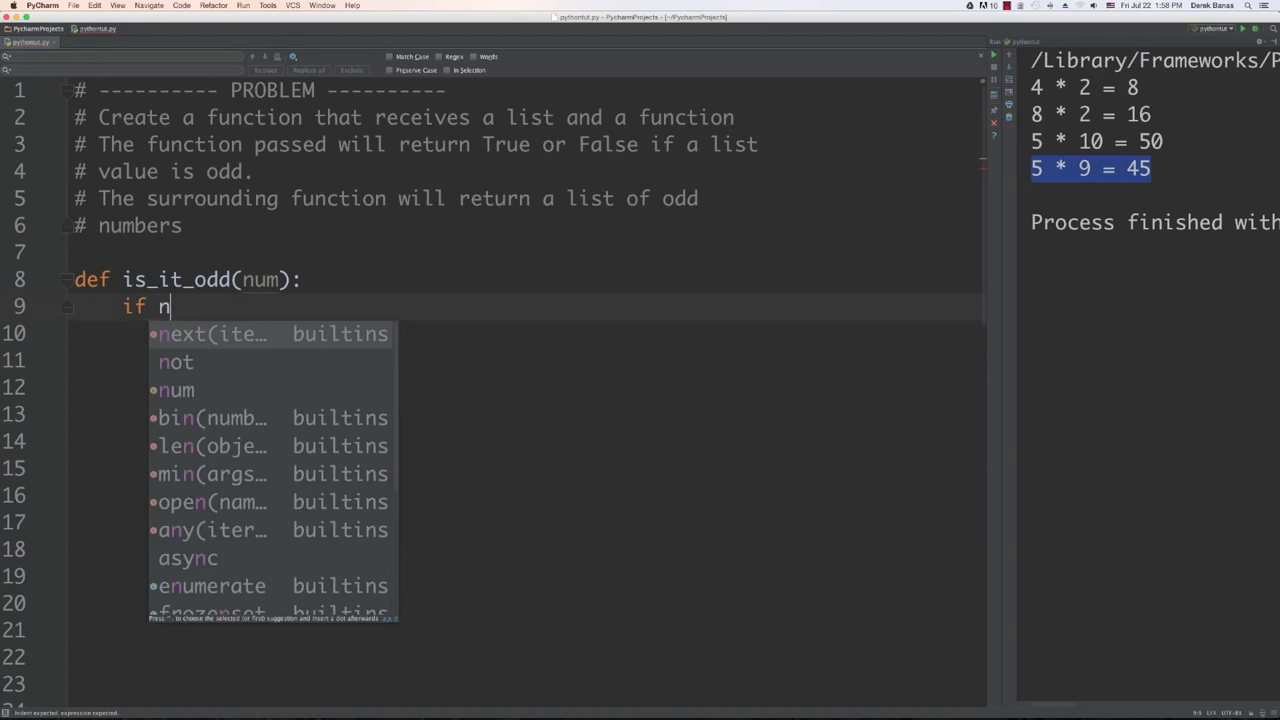 PyCharm File Edit View Navigate Code Refactor Run Tools VCS Window Help
10 Fri Jul 22 1:58 PM Derek Banas
pythontut.py - PycharmProjects - [~/PycharmProjects]
PycharmProjects pythontut.py
pythontut
pythontut.py
Run pythontut
Match Case Regex Words
Replace Replace all Exclude Preserve Case In Selection
1 # ---------- PROBLEM ----------
2 # Create a function that receives a list and a function
3 # The function passed will return True or False if a list
4 # value is odd.
5 # The surrounding function will return a list of odd
6 # numbers
7
8 def is_it_odd(num):
9 if n
10
11
12
13
14
15
16
17
18
19
20
21
22
23
next(ite… builtins
not
num
bin(numb… builtins
len(obje… builtins
min(args… builtins
open(nam… builtins
any(iter… builtins
async
enumerate builtins
frozenset builtins
Press ^. to choose the selected (or first) suggestion and insert a dot afterwards >>
/Library/Frameworks/P
4 * 2 = 8
8 * 2 = 16
5 * 10 = 50
5 * 9 = 45
Process finished with
Indent expected. expression expected.
9:9 LF÷ UTF-8÷